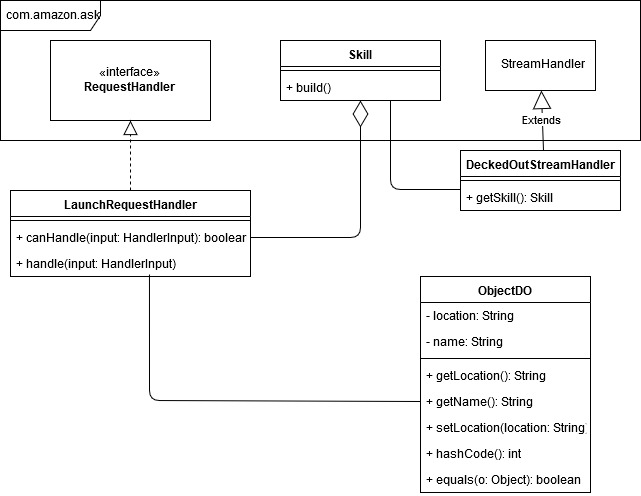 com.amazon.ask
«interface»
RequestHandler
Skill
+ build()
StreamHandler
Extends
DeckedOutStreamHandler
+ getSkill(): Skill
LaunchRequestHandler
+ canHandle(input: HandlerInput): boolear
+ handle(input: HandlerInput)
ObjectDO
- location: String
- name: String
+ getLocation(): String
+ getName(): String
+ setLocation(location: String
+ hashCode(): int
+ equals(o: Object): boolean